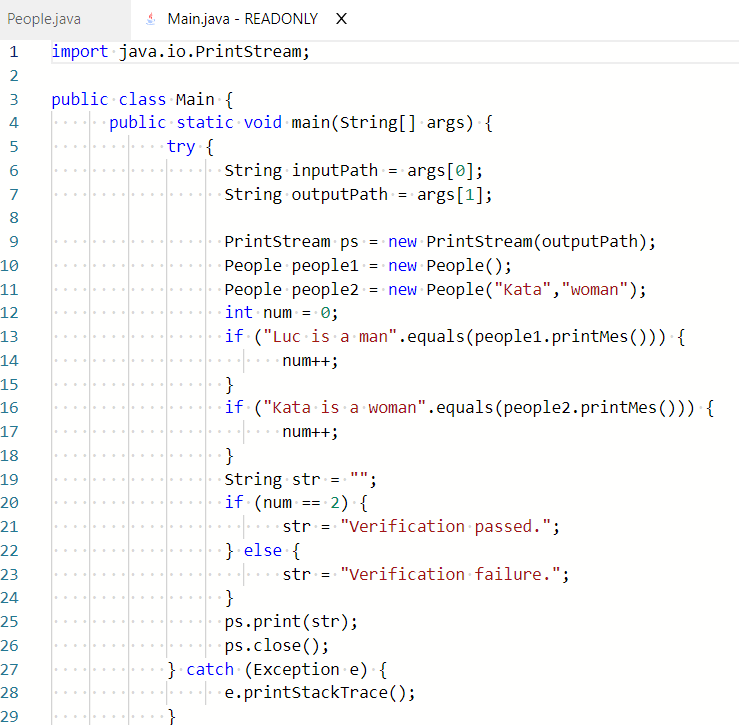 People.java
Main.java - READONLY X
1 import java.io.PrintStream;
2
3 public class Main {
4 public static void main(String[] args) {
5 try {
6 String inputPath = args[0];
7 String outputPath = args[1];
8
9 PrintStream ps = new PrintStream(outputPath);
10 People people1 = new People();
11 People people2 = new People("Kata","woman");
12 int num = 0;
13 if ("Luc is a man".equals(people1.printMes())) {
14 num++;
15 }
16 if ("Kata is a woman".equals(people2.printMes())) {
17 num++;
18 }
19 String str = "";
20 if (num == 2) {
21 str = "Verification passed.";
22 } else {
23 str = "Verification failure.";
24 }
25 ps.print(str);
26 ps.close();
27 } catch (Exception e) {
28 e.printStackTrace();
29 }